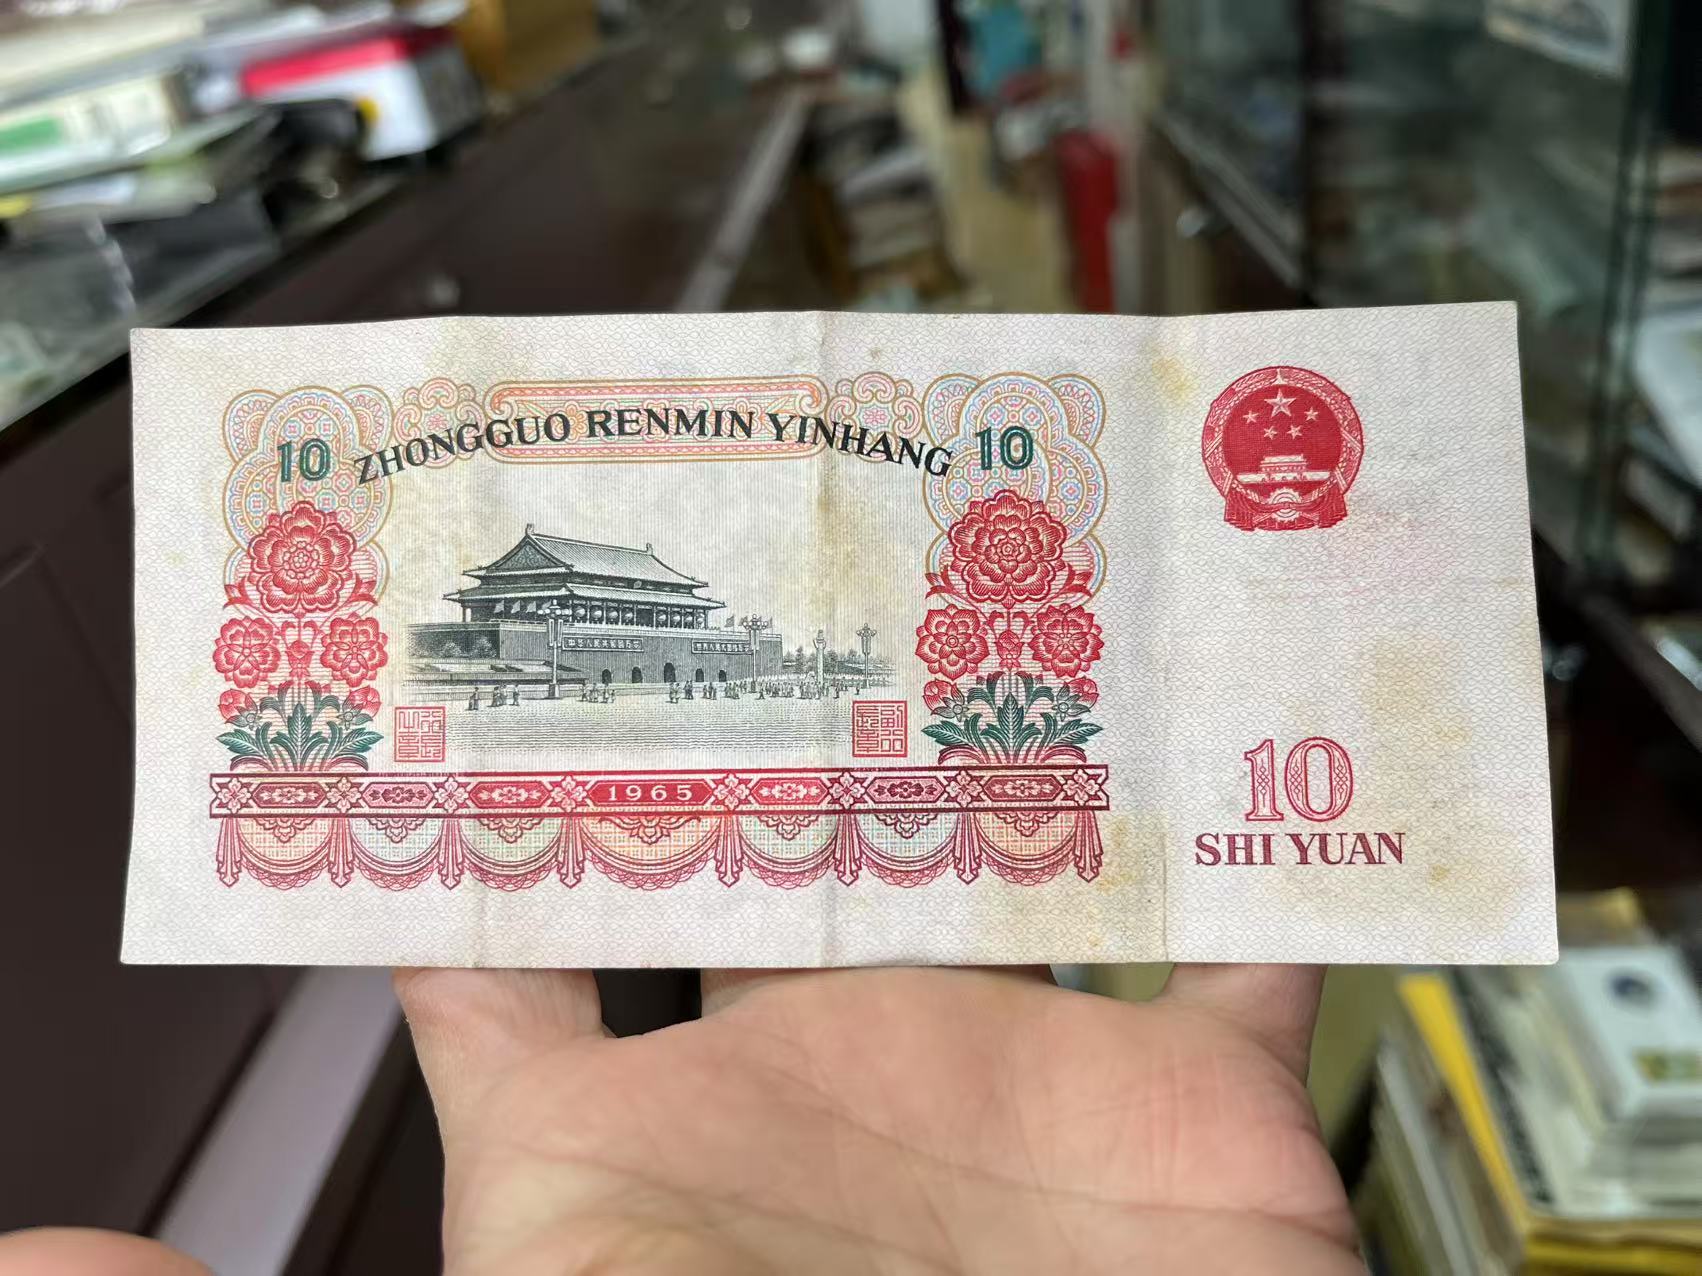 10 ZHONGGUO RENMIN YINHANG 10
1965
10
SHI YUAN